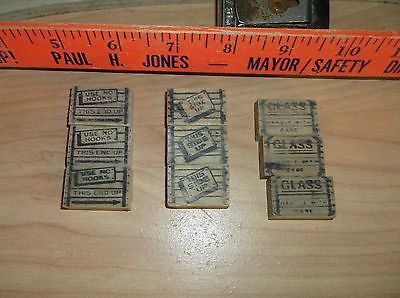 5 6 7 8 9 10
P! PAUL H. JONES — MAYOR/SAFETY DI
USE NO
HOOKS
THIS END UP
USE NO
HOOKS
THIS END UP
USE NO
HOOKS
THIS END UP
THIS
SIDE
UP
THIS
SIDE
UP
THIS
SIDE
UP
GLASS
HANDLE WITH
CARE
GLASS
HANDLE WITH
CARE
GLASS
HANDLE WITH
CARE